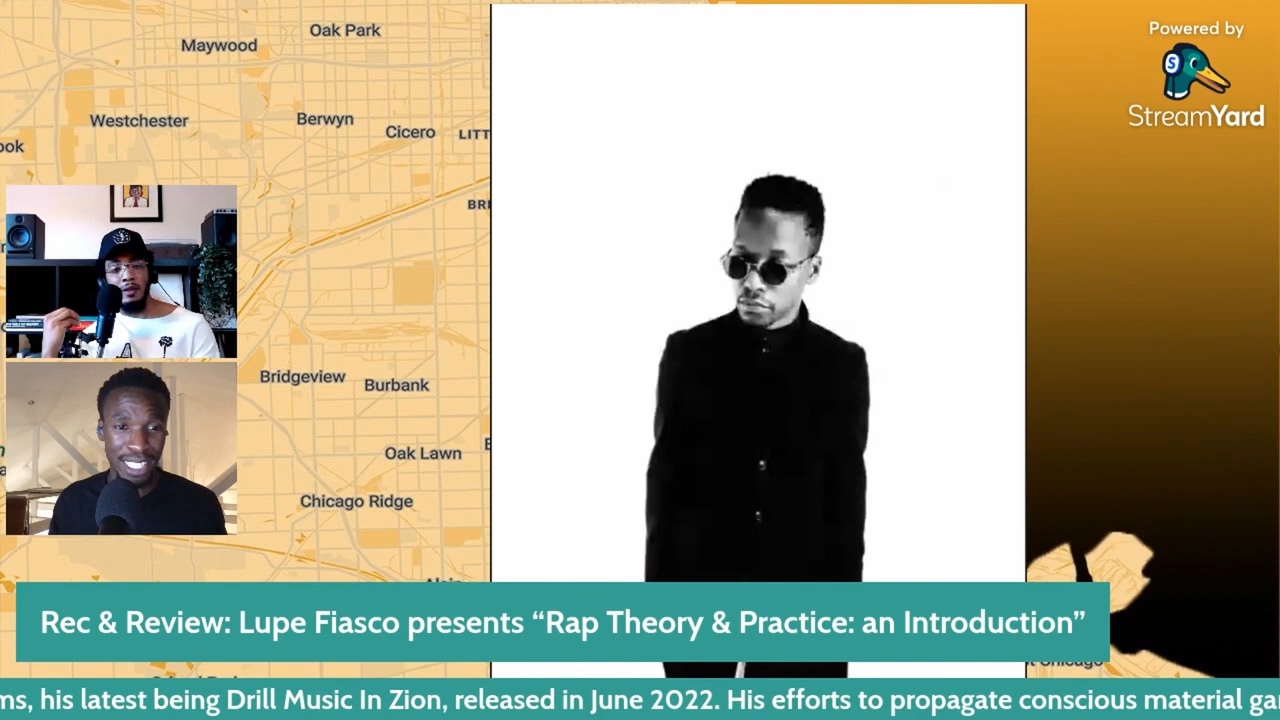 Oak Park
Maywood
Westchester
Berwyn
Cicero
LITT
ook
BRI
Bridgeview
Burbank
Oak Lawn
Chicago Ridge
Powered by
S
StreamYard
Rec & Review: Lupe Fiasco presents “Rap Theory & Practice: an Introduction”
t Chicago
ms, his latest being Drill Music In Zion, released in June 2022. His efforts to propagate conscious material ga